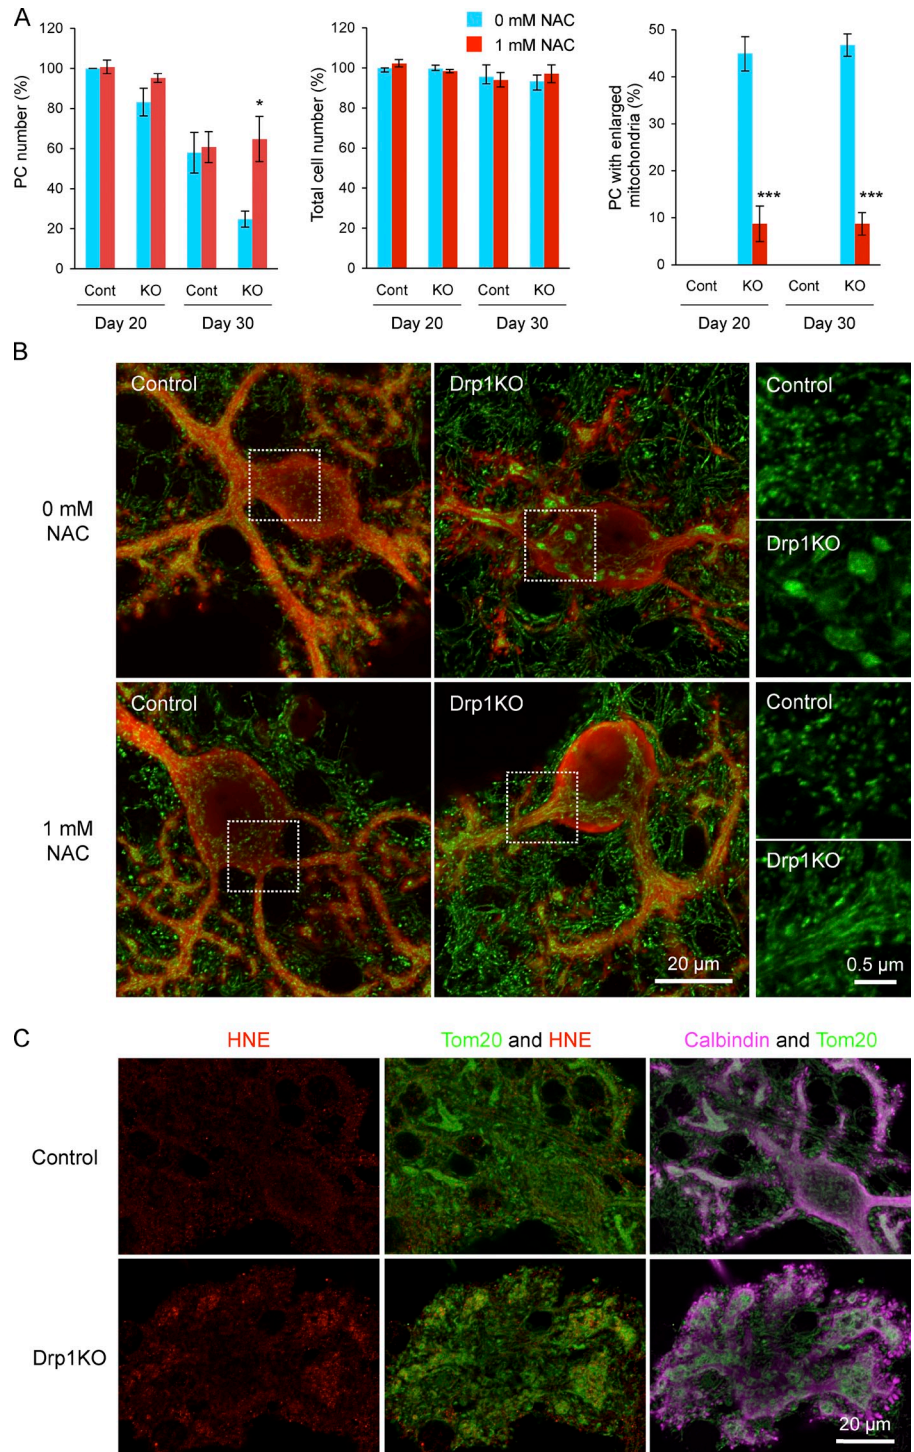 A
0 mM NAC
1 mM NAC
PC number (%)
120
100
80
60
40
20
0
*
Cont KO Cont KO
Day 20 Day 30
Total cell number (%)
120
100
80
60
40
20
0
Cont KO Cont KO
Day 20 Day 30
PC with enlarged
mitochondria (%)
50
40
30
20
10
0
*** ***
Cont KO Cont KO
Day 20 Day 30
B
Control Drp1KO Control
0 mM
NAC
Drp1KO
Control Drp1KO Control
1 mM
NAC
Drp1KO
20 µm 0.5 µm
C
HNE Tom20 and HNE Calbindin and Tom20
Control
Drp1KO
20 µm